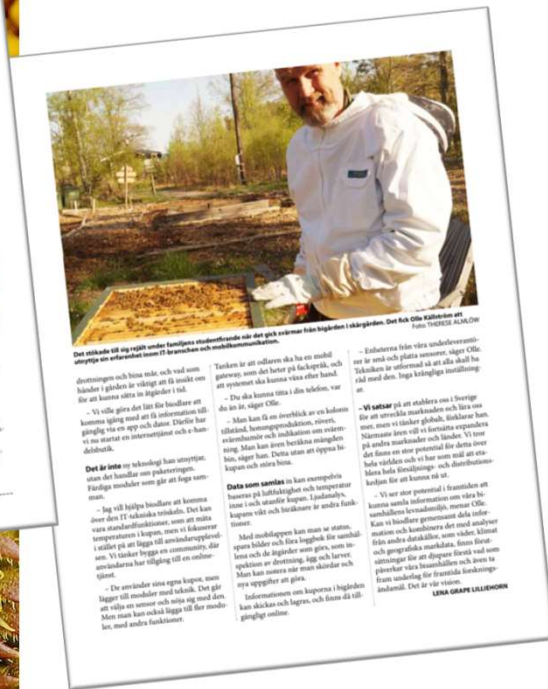 Det stökade till sig rejält under familjens studentfirande när det gick svärmar från bigården i skärgården. Det fick Olle Källström att
utnyttja sin erfarenhet inom IT-branschen och mobilkommunikation.
Foto: THERESE ALMLÖW
drottningen och bina mår, och vad som
händer i gården är viktigt att få insikt om
för att kunna sätta in åtgärder i tid.
– Vi ville göra det lätt för biodlare att
komma igång med att få information till-
gänglig via en app och dator. Därför har
vi nu startat en internettjänst och e-han-
delsbutik.
Det är inte ny teknologi han utnyttjar,
utan det handlar om paketeringen.
Färdiga moduler som går att foga sam-
man.
– Jag vill hjälpa biodlare att komma
över den IT-tekniska tröskeln. Det kan
vara standardfunktioner, som att mäta
temperaturen i kupan, men vi fokuserar
i stället på att lägga till användarupplevel-
sen. Vi tänker bygga en community, där
användarna har tillgång till en online-
tjänst.
– De använder sina egna kupor, men
lägger till moduler med teknik. Det går
att välja en sensor och nöja sig med den.
Men man kan också lägga till fler modu-
ler, med andra funktioner.
Tanken är att odlaren ska ha en mobil
gateway, som det heter på fackspråk, och
att systemet ska kunna växa efter hand.
– Du ska kunna titta i din telefon, var
du än är, säger Olle.
– Man kan få en överblick av en kolonis
tillstånd, honungsproduktion, röveri,
svärmhumör och indikation om svärm-
ning. Man kan även beräkna mängden
bin, säger han. Detta utan att öppna bi-
kupan och störa bina.
Data som samlas in kan exempelvis
baseras på luftfuktighet och temperatur
inne i och utanför kupan. Ljudanalys,
kupans vikt och biräknare är andra funk-
tioner.
Med mobilappen kan man se status,
spara bilder och föra loggbok för samhäl-
lena och de åtgärder som görs, som in-
spektion av drottning, ägg och larver.
Man kan notera när man skördar och
nya uppgifter att göra.
Informationen om kuporna i bigården
kan skickas och lagras, och finns då till-
gängligt online.
– Enheterna från våra underleverantö-
rer är små och platta sensorer, säger Olle.
Tekniken är utformad så att alla skall ha
råd med den. Inga krångliga inställning-
ar.
– Vi satsar på att etablera oss i Sverige
för att utveckla marknaden och lära oss
mer, men vi tänker globalt, förklarar han.
Närmaste åren vill vi fortsätta expandera
på andra marknader och länder. Vi tror
det finns en stor potential för detta över
hela världen och vi har som mål att eta-
blera hela försäljnings- och distributions-
kedjan för att kunna nå ut.
– Vi ser stor potential i framtiden att
kunna samla information om våra bi-
samhällens levnadsmiljö, menar Olle.
Kan vi biodlare gemensamt dela infor-
mation och kombinera det med analyser
från andra datakällor, som väder, klimat
och geografiska markdata, finns förut-
sättningar för att djupare förstå vad som
påverkar våra bisamhällen och även ta
fram underlag för framtida forsknings-
ändamål. Det är vår vision.
LENA GRAPE LILLIEHORN